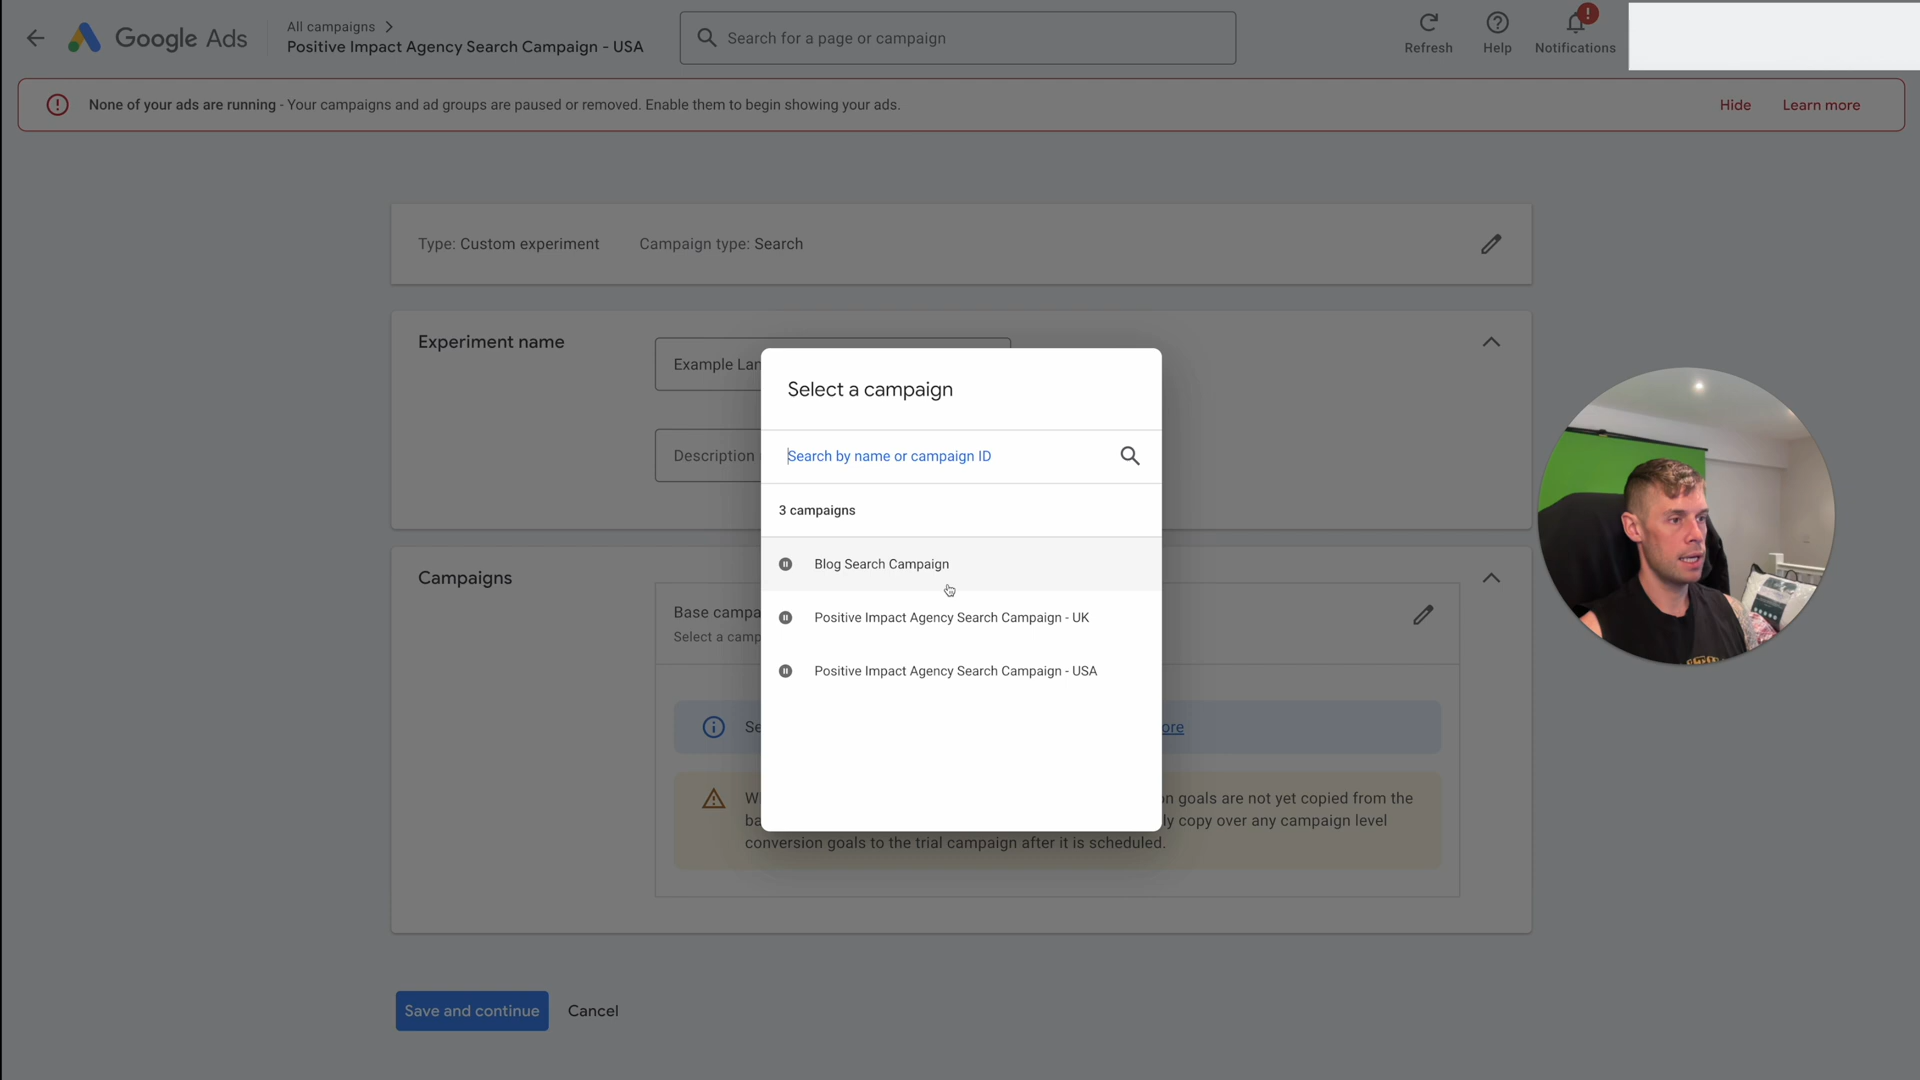 Google Ads
All campaigns
Positive Impact Agency Search Campaign - USA
Search for a page or campaign
Refresh
Help
Notifications
None of your ads are running - Your campaigns and ad groups are paused or removed. Enable them to begin showing your ads.
Hide
Learn more
Type: Custom experiment
Campaign type: Search
Experiment name
Example Lan
Description
Select a campaign
Search by name or campaign ID
3 campaigns
Blog Search Campaign
Positive Impact Agency Search Campaign - UK
Positive Impact Agency Search Campaign - USA
Campaigns
Base campa
Select a camp
Se
ore
n goals are not yet copied from the
ba
ly copy over any campaign level
conversion goals to the trial campaign after it is scheduled.
Save and continue
Cancel